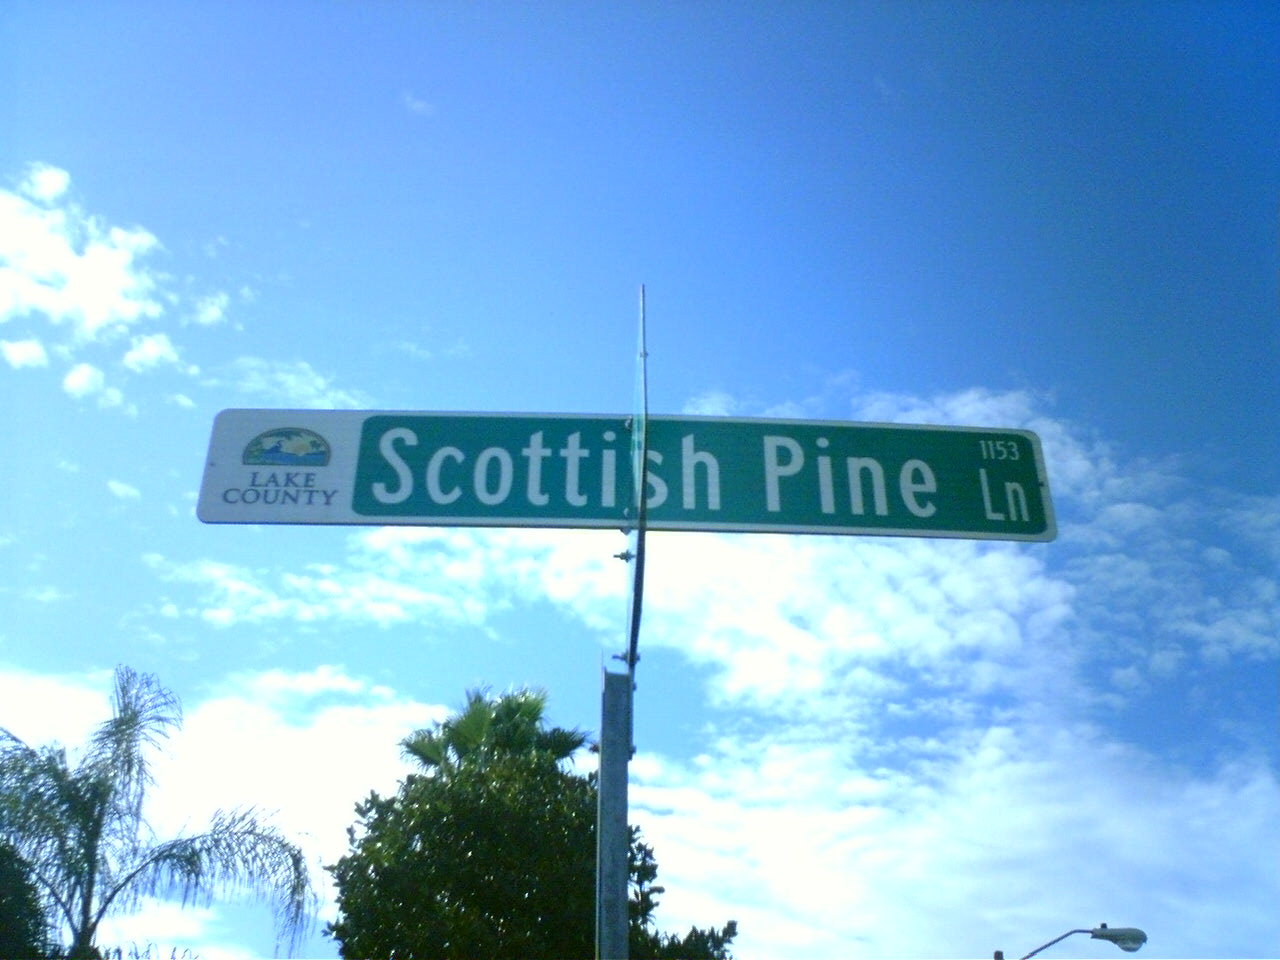 LAKE
COUNTY
Scottish Pine Ln
1153